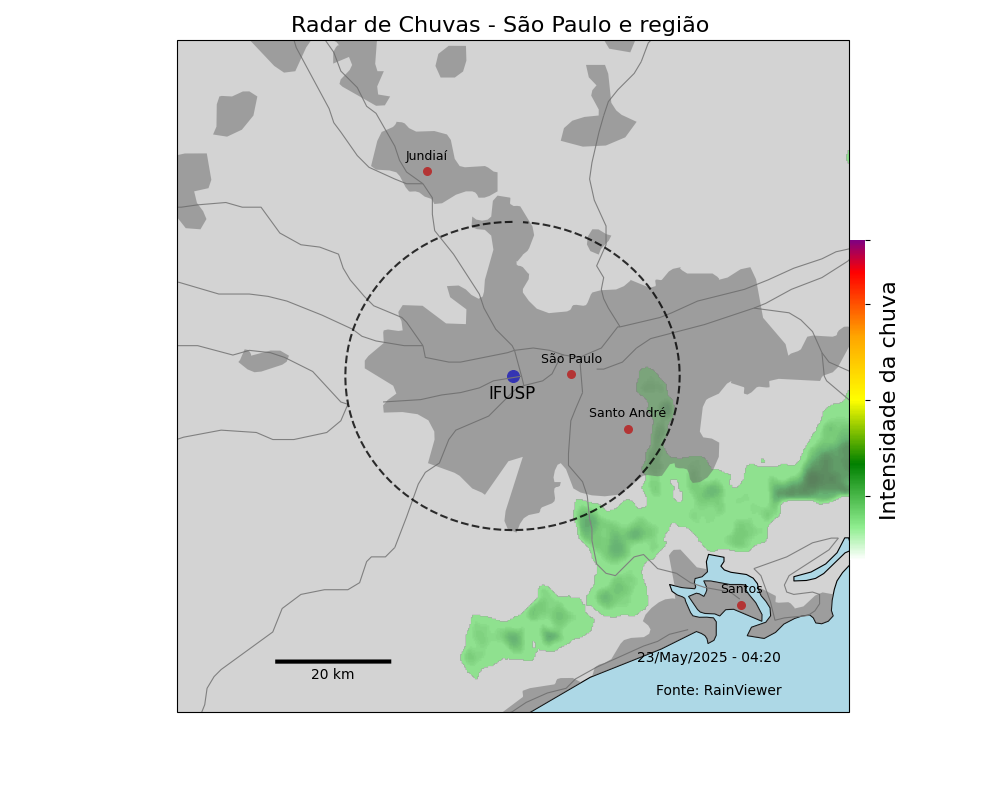 Radar de Chuvas - São Paulo e região
Jundiaí
São Paulo
IFUSP
Santo André
Santos
23/May/2025 - 04:20
20 km
Fonte: RainViewer
Intensidade da chuva